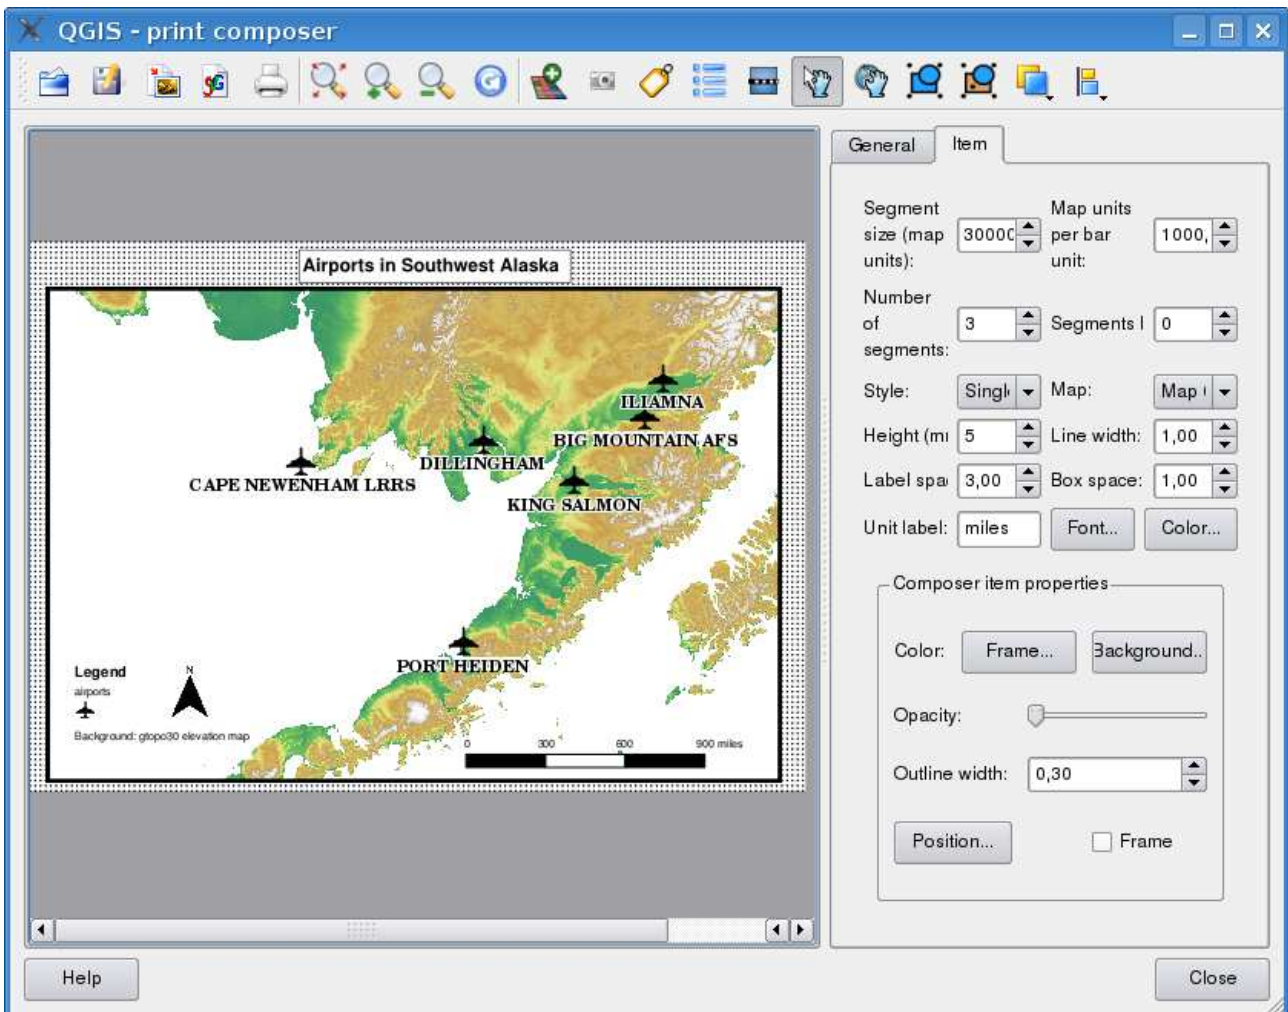 QGIS - print composer
General
Item
Airports in Southwest Alaska
ILIAMNA
BIG MOUNTAIN AFS
DILLINGHAM
CAPE NEWENHAM LRRS
KING SALMON
PORT HEIDEN
Legend
airports
Background: gtopo30 elevation map
N
0 300 600 900 miles
Segment
size (map
units):
30000
Map units
per bar
unit:
1000,
Number
of
segments:
3
Segments l
0
Style:
Singl
Map:
Map
Height (m
5
Line width:
1,00
Label spa
3,00
Box space:
1,00
Unit label:
miles
Font...
Color...
Composer item properties
Color:
Frame...
Background..
Opacity:
Outline width:
0,30
Position...
Frame
Help
Close